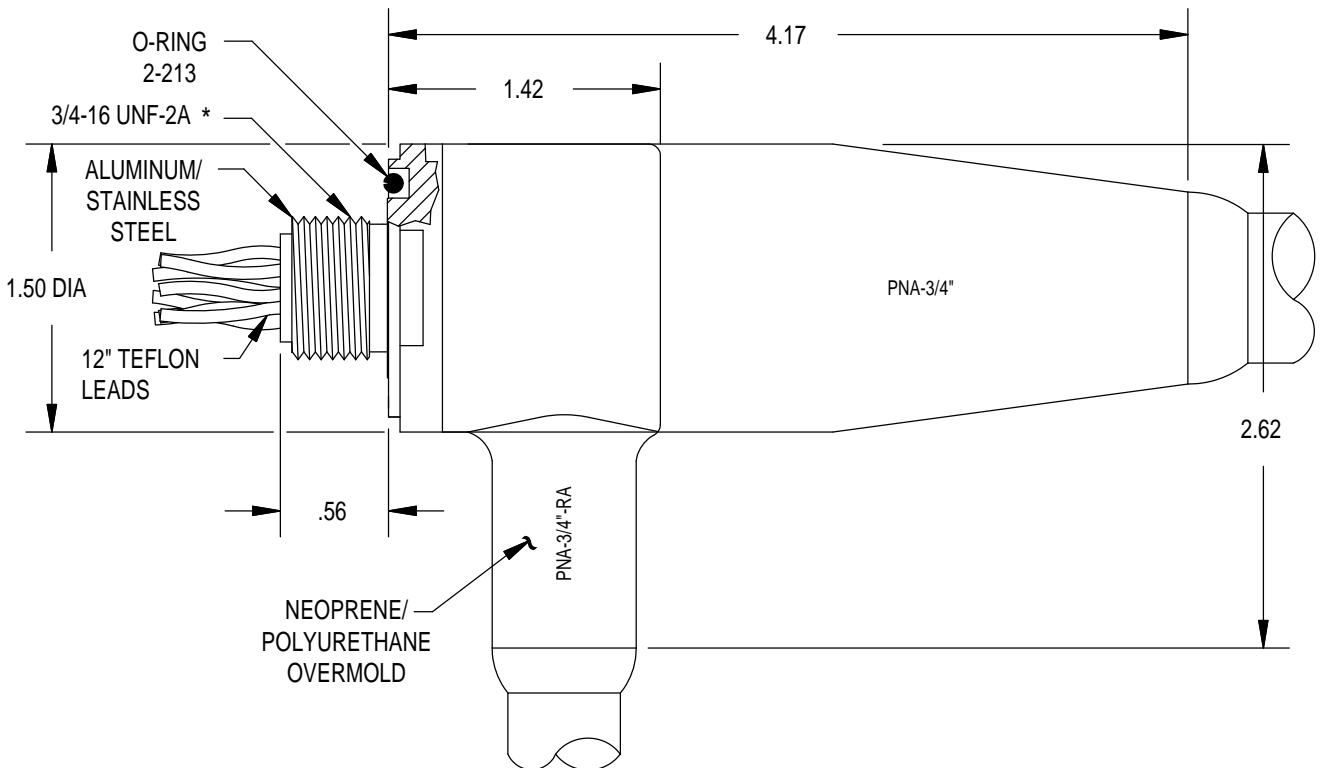 O-RING
2-213
3/4-16 UNF-2A *
ALUMINUM/
STAINLESS
STEEL
1.50 DIA
12" TEFLON
LEADS
.56
4.17
1.42
PNA-3/4"
2.62
PNA-3/4"-RA
NEOPRENE/
POLYURETHANE
OVERMOLD